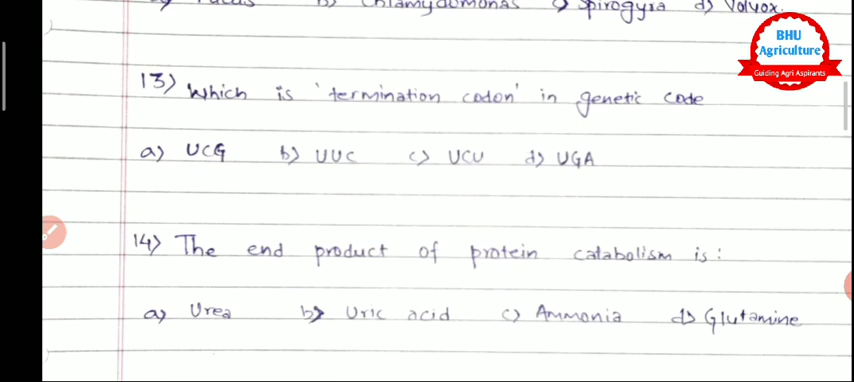 b) Chlamydomonas c) Spirogyra d) Volvox.
BHU
Agriculture
Guiding Agri Aspirants
13) Which is 'termination codon' in genetic code
a) UCG b) UUC c) UCU d) UGA
14) The end product of protein catabolism is :
a) Urea b) Uric acid c) Ammonia d) Glutamine